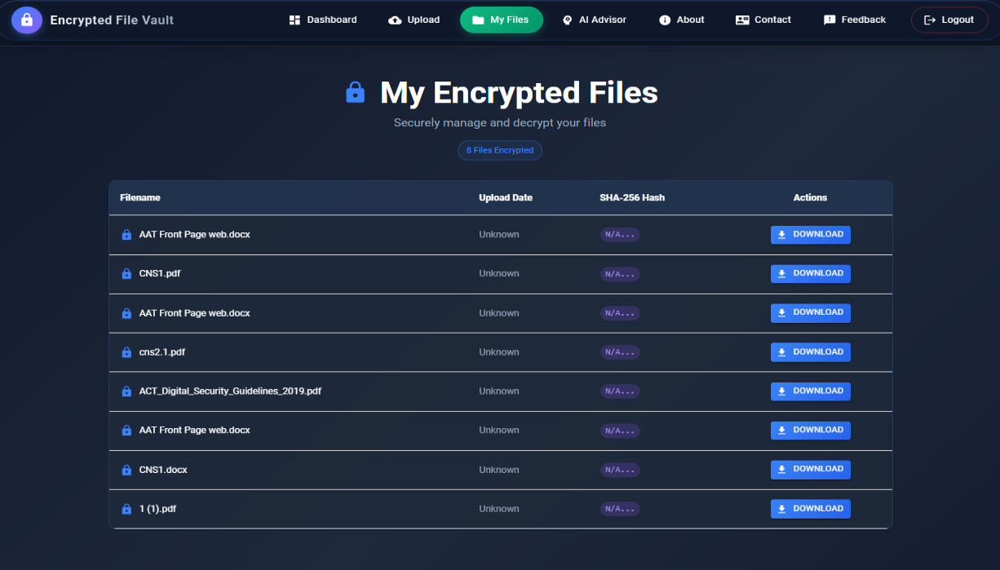 Encrypted File Vault Dashboard Upload My Files AI Advisor About Contact Feedback Logout
My Encrypted Files
Securely manage and decrypt your files
8 Files Encrypted
Filename Upload Date SHA-256 Hash Actions
AAT Front Page web.docx Unknown N/A... DOWNLOAD
CNS1.pdf Unknown N/A... DOWNLOAD
AAT Front Page web.docx Unknown N/A... DOWNLOAD
cns2.1.pdf Unknown N/A... DOWNLOAD
ACT_Digital_Security_Guidelines_2019.pdf Unknown N/A... DOWNLOAD
AAT Front Page web.docx Unknown N/A... DOWNLOAD
CNS1.docx Unknown N/A... DOWNLOAD
1 (1).pdf Unknown N/A... DOWNLOAD